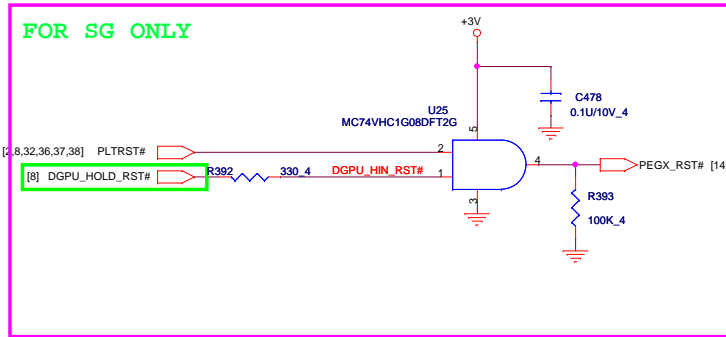 FOR SG ONLY
+3V
C478
0.1U/10V_4
U25
MC74VHC1G08DFT2G
5
[2,8,32,36,37,38] PLTRST# 2
4 PEGX_RST# [14
[8] DGPU_HOLD_RST# R392 330_4 DGPU_HIN_RST# 1
3
R393
100K_4